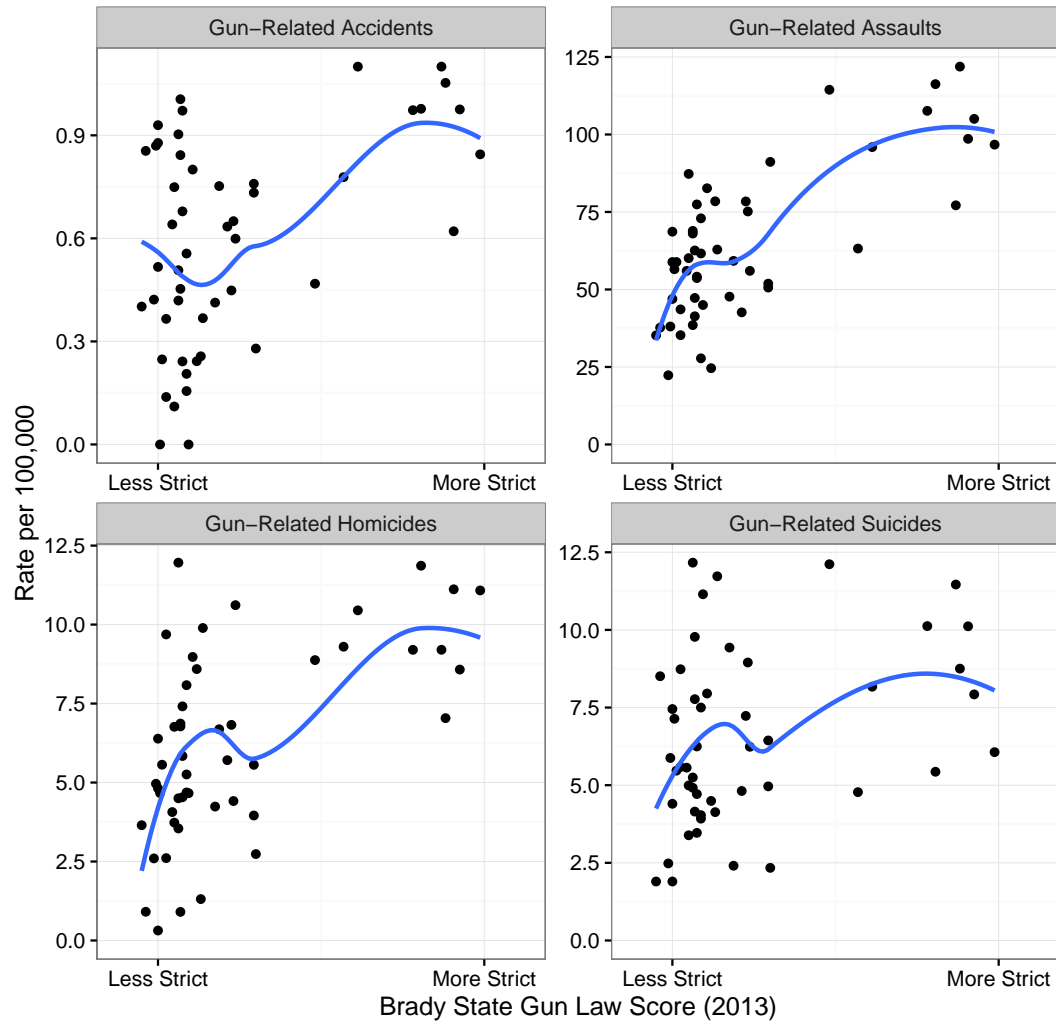 Gun−Related Accidents
Gun−Related Assaults
0.9
0.6
0.3
0.0
125
100
75
50
25
0
Less Strict
More Strict
Less Strict
More Strict
Rate per 100,000
Gun−Related Homicides
Gun−Related Suicides
12.5
10.0
7.5
5.0
2.5
0.0
12.5
10.0
7.5
5.0
2.5
0.0
Less Strict
More Strict
Less Strict
More Strict
Brady State Gun Law Score (2013)